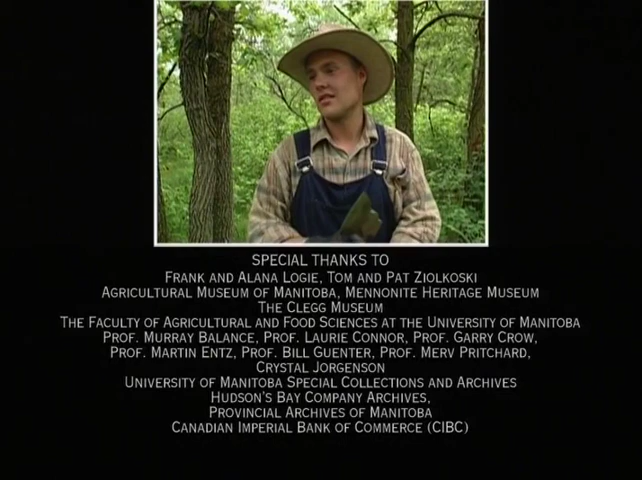 SPECIAL THANKS TO
FRANK AND ALANA LOGIE, TOM AND PAT ZIOLKOSKI
AGRICULTURAL MUSEUM OF MANITOBA, MENNONITE HERITAGE MUSEUM
THE CLEGG MUSEUM
THE FACULTY OF AGRICULTURAL AND FOOD SCIENCES AT THE UNIVERSITY OF MANITOBA
PROF. MURRAY BALANCE, PROF. LAURIE CONNOR, PROF. GARRY CROW,
PROF. MARTIN ENTZ, PROF. BILL GUENTER, PROF. MERV PRITCHARD,
CRYSTAL JORGENSON
UNIVERSITY OF MANITOBA SPECIAL COLLECTIONS AND ARCHIVES
HUDSON'S BAY COMPANY ARCHIVES,
PROVINCIAL ARCHIVES OF MANITOBA
CANADIAN IMPERIAL BANK OF COMMERCE (CIBC)